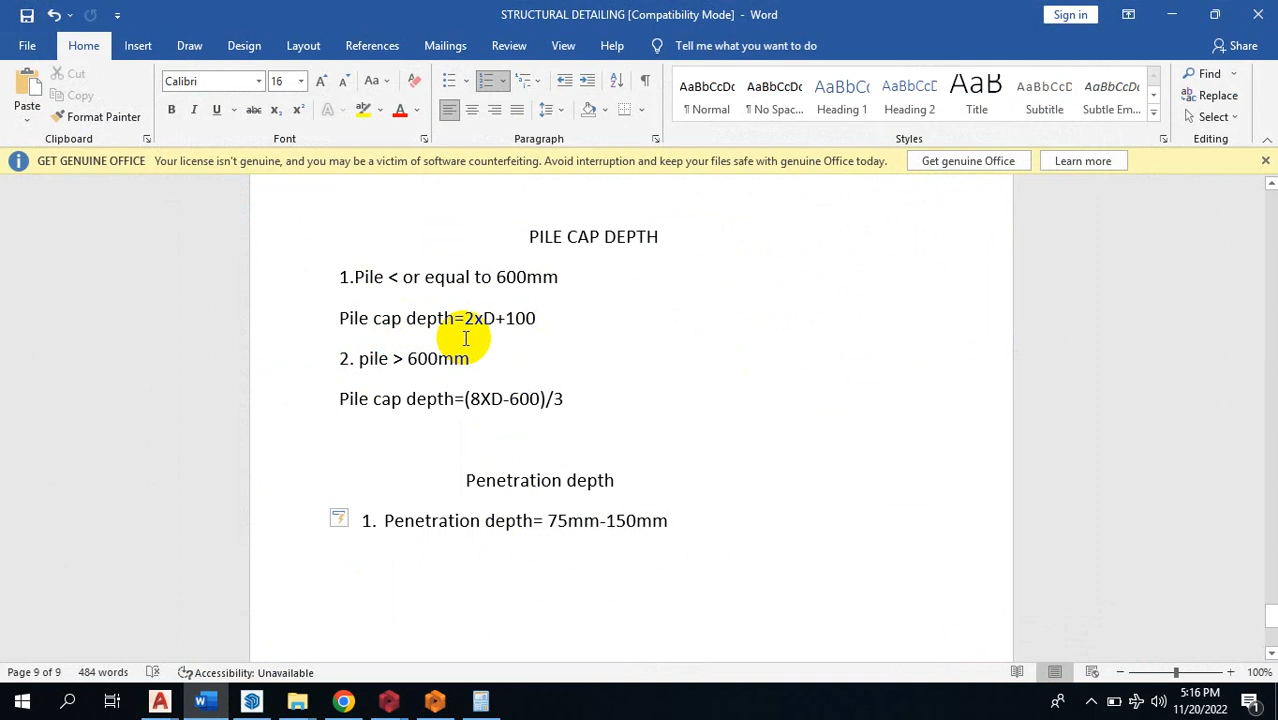 STRUCTURAL DETAILING [Compatibility Mode] - Word
Sign in
File Home Insert Draw Design Layout References Mailings Review View Help Tell me what you want to do Share
Paste
Cut
Copy
Format Painter
Clipboard
Calibri 16 Aa
B I U abc x₂ x² A A
Font
Paragraph
AaBbCcDc AaBbCcDc AaBbCc AaBbCcC AaB AaBbCcC AaBbCcDc
¶ Normal ¶ No Spac... Heading 1 Heading 2 Title Subtitle Subtle Em...
Styles
Find
Replace
Select
Editing
GET GENUINE OFFICE Your license isn't genuine, and you may be a victim of software counterfeiting. Avoid interruption and keep your files safe with genuine Office today. Get genuine Office Learn more
PILE CAP DEPTH
1.Pile < or equal to 600mm
Pile cap depth=2xD+100
2. pile > 600mm
Pile cap depth=(8XD-600)/3
Penetration depth
1. Penetration depth= 75mm-150mm
Page 9 of 9 484 words Accessibility: Unavailable 100%
5:16 PM
11/20/2022